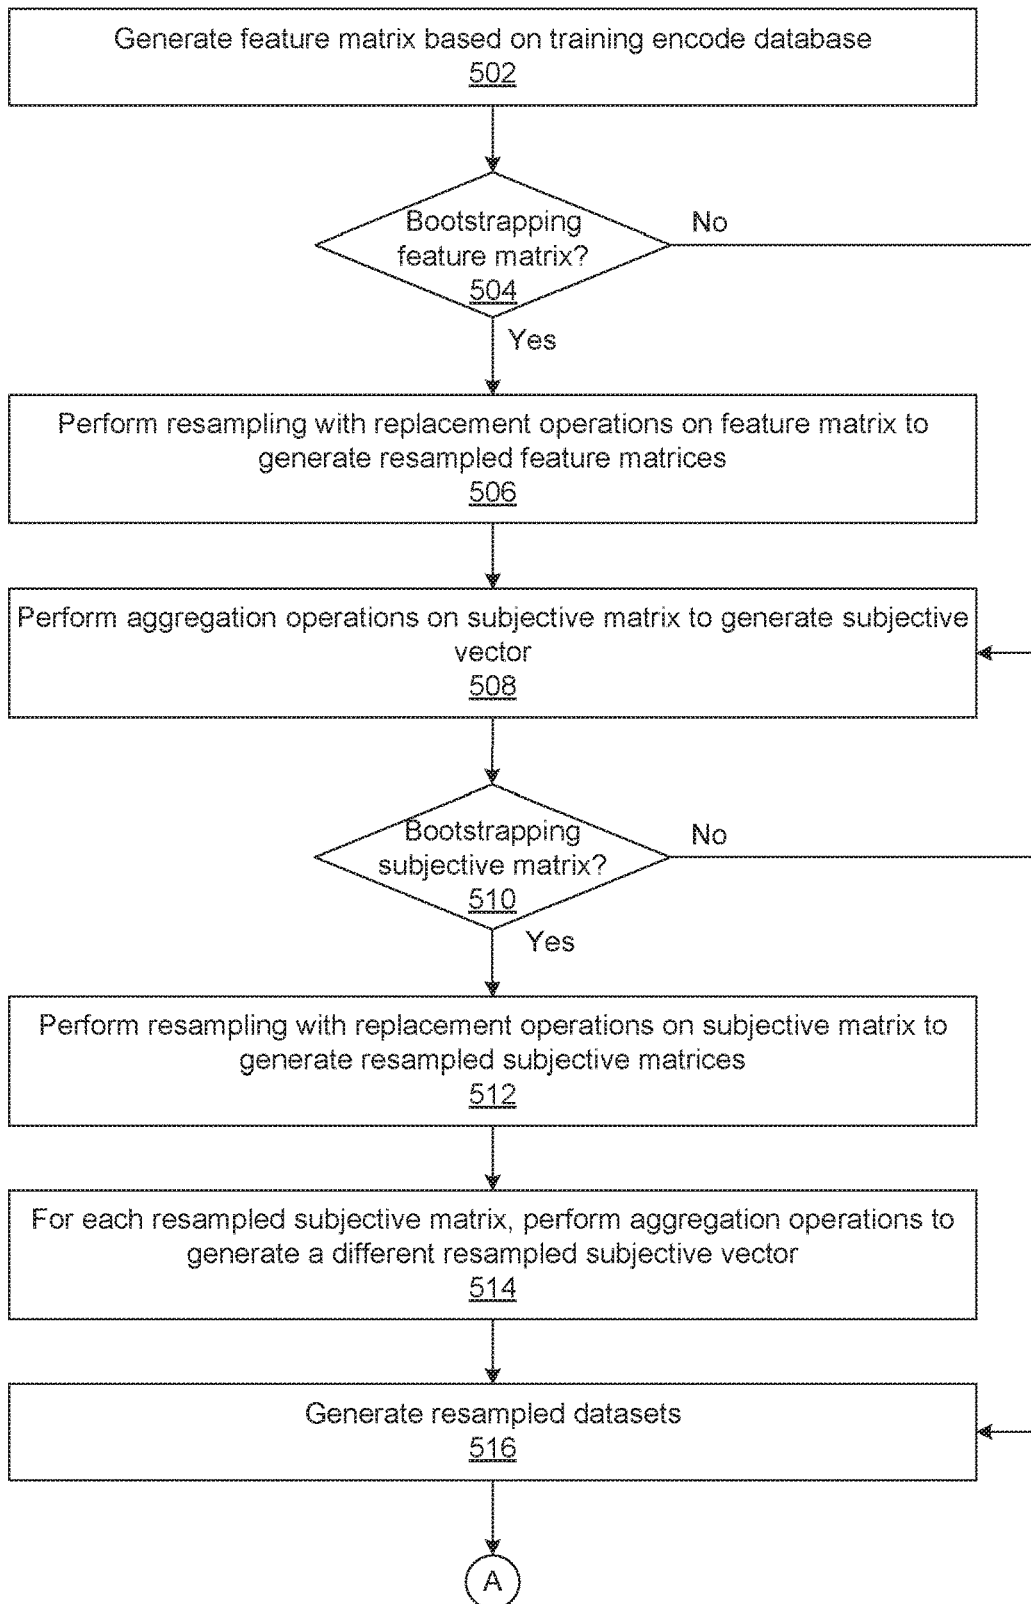 Generate feature matrix based on training encode database
502
Bootstrapping
feature matrix?
504
No
Yes
Perform resampling with replacement operations on feature matrix to
generate resampled feature matrices
506
Perform aggregation operations on subjective matrix to generate subjective
vector
508
Bootstrapping
subjective matrix?
510
No
Yes
Perform resampling with replacement operations on subjective matrix to
generate resampled subjective matrices
512
For each resampled subjective matrix, perform aggregation operations to
generate a different resampled subjective vector
514
Generate resampled datasets
516
A